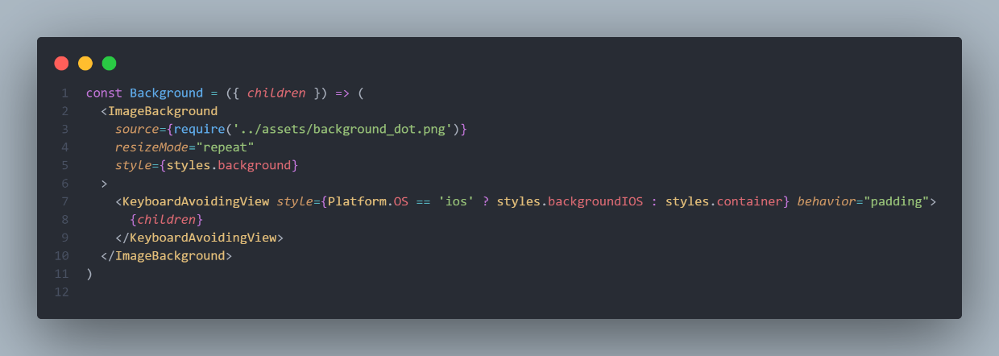 1 const Background = ({ children }) => (
2   <ImageBackground
3     source={require('../assets/background_dot.png')}
4     resizeMode="repeat"
5     style={styles.background}
6   >
7     <KeyboardAvoidingView style={Platform.OS == 'ios' ? styles.backgroundIOS : styles.container} behavior="padding">
8       {children}
9     </KeyboardAvoidingView>
10   </ImageBackground>
11 )
12